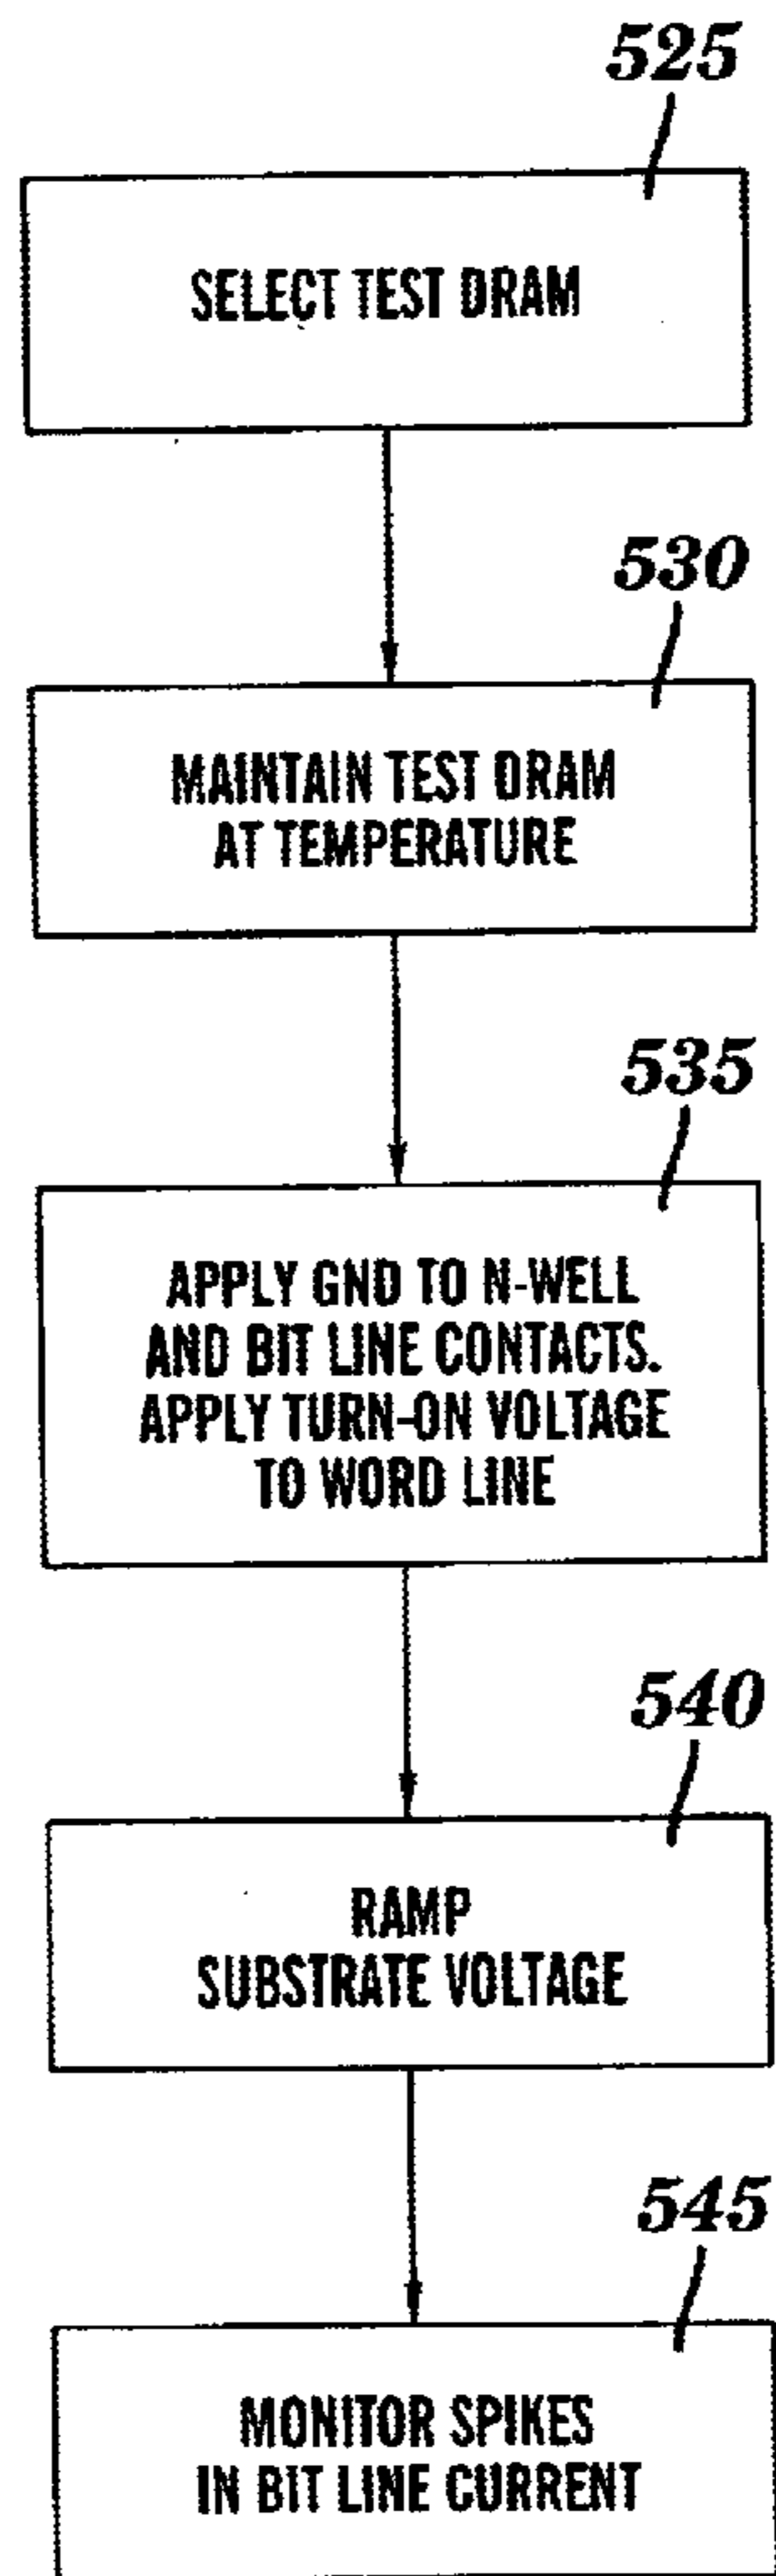 525
SELECT TEST DRAM
530
MAINTAIN TEST DRAM
AT TEMPERATURE
535
APPLY GND TO N-WELL
AND BIT LINE CONTACTS.
APPLY TURN-ON VOLTAGE
TO WORD LINE
540
RAMP
SUBSTRATE VOLTAGE
545
MONITOR SPIKES
IN BIT LINE CURRENT